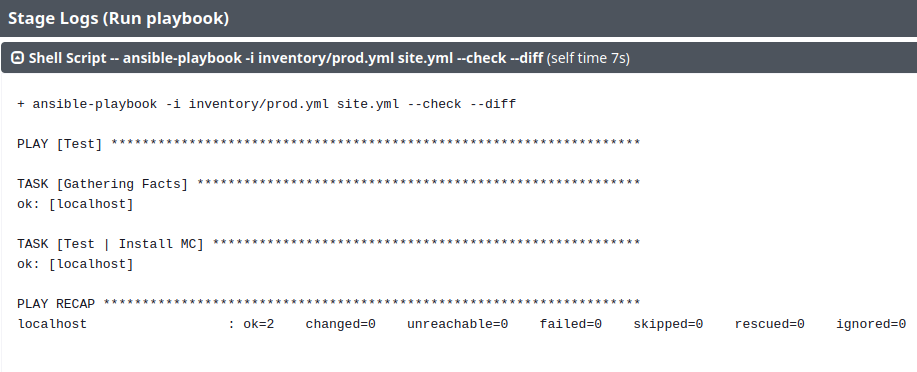 Stage Logs (Run playbook)
Shell Script -- ansible-playbook -i inventory/prod.yml site.yml --check --diff (self time 7s)
+ ansible-playbook -i inventory/prod.yml site.yml --check --diff
PLAY [Test] ********************************************************************
TASK [Gathering Facts] *********************************************************
ok: [localhost]
TASK [Test | Install MC] *******************************************************
ok: [localhost]
PLAY RECAP *********************************************************************
localhost                  : ok=2    changed=0    unreachable=0    failed=0    skipped=0    rescued=0    ignored=0